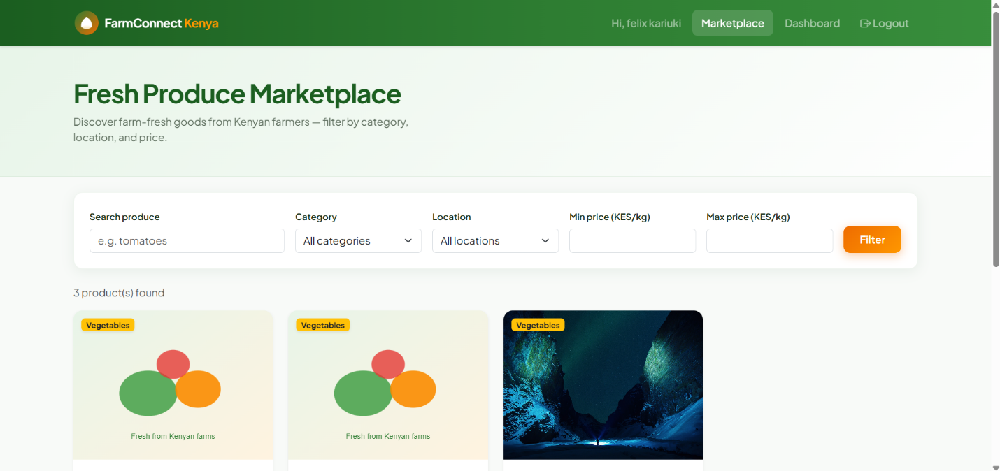 FarmConnect Kenya
Hi, felix kariuki
Marketplace
Dashboard
Logout
Fresh Produce Marketplace
Discover farm-fresh goods from Kenyan farmers — filter by category,
location, and price.
Search produce
Category
Location
Min price (KES/kg)
Max price (KES/kg)
e.g. tomatoes
All categories
All locations
Filter
3 product(s) found
Vegetables
Vegetables
Vegetables
Fresh from Kenyan farms
Fresh from Kenyan farms